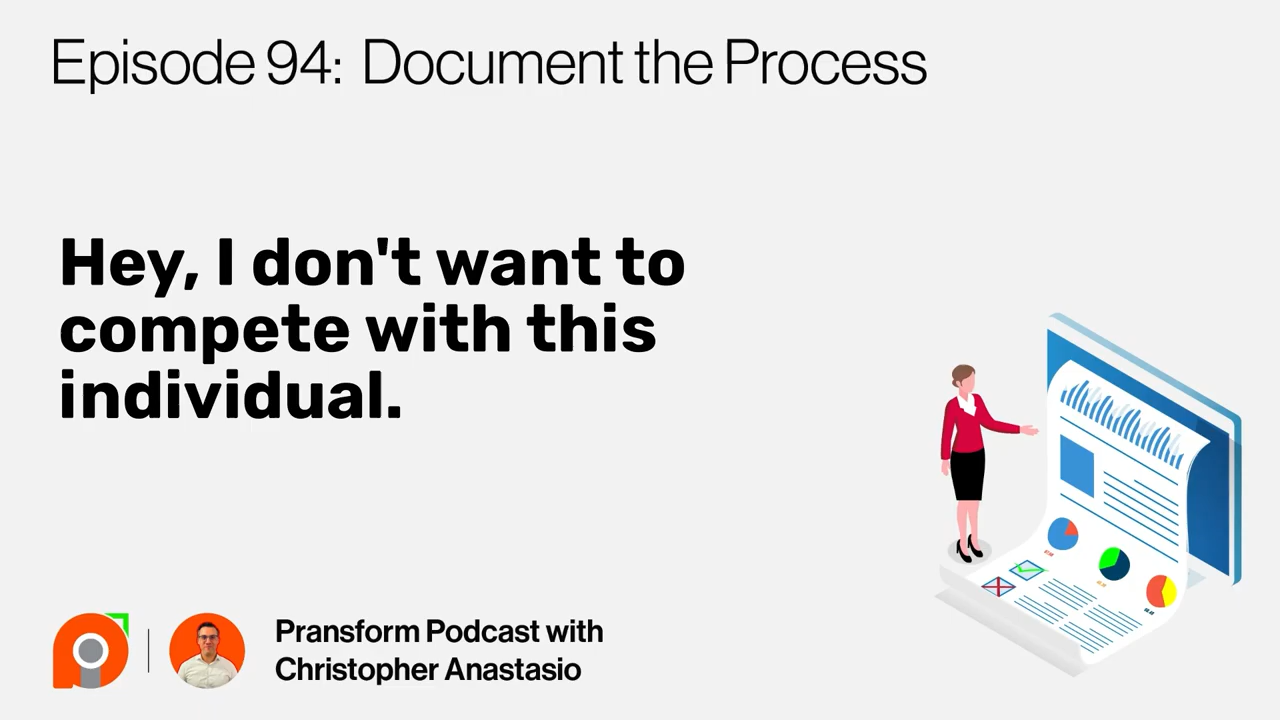 Episode 94: Document the Process
Hey, I don't want to
compete with this
individual.
Pransform Podcast with
Christopher Anastasio